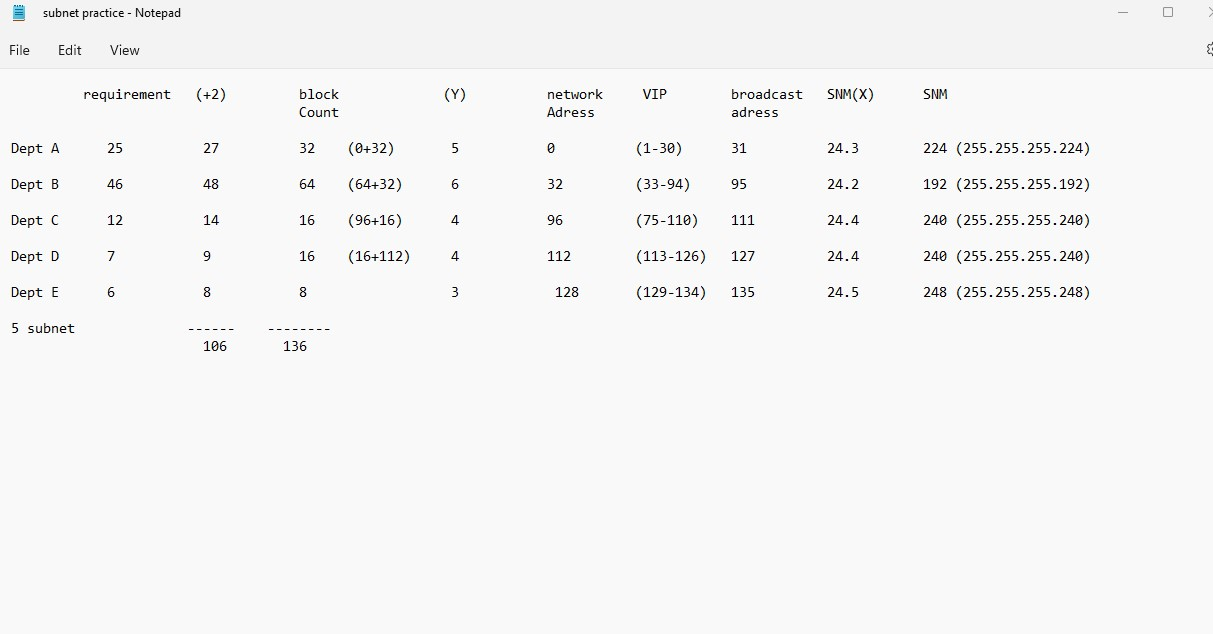 subnet practice - Notepad
File Edit View
requirement (+2) block (Y) network VIP broadcast SNM(X) SNM
Count Adress adress
Dept A 25 27 32 (0+32) 5 0 (1-30) 31 24.3 224 (255.255.255.224)
Dept B 46 48 64 (64+32) 6 32 (33-94) 95 24.2 192 (255.255.255.192)
Dept C 12 14 16 (96+16) 4 96 (75-110) 111 24.4 240 (255.255.255.240)
Dept D 7 9 16 (16+112) 4 112 (113-126) 127 24.4 240 (255.255.255.240)
Dept E 6 8 8 3 128 (129-134) 135 24.5 248 (255.255.255.248)
5 subnet ------ --------
106 136